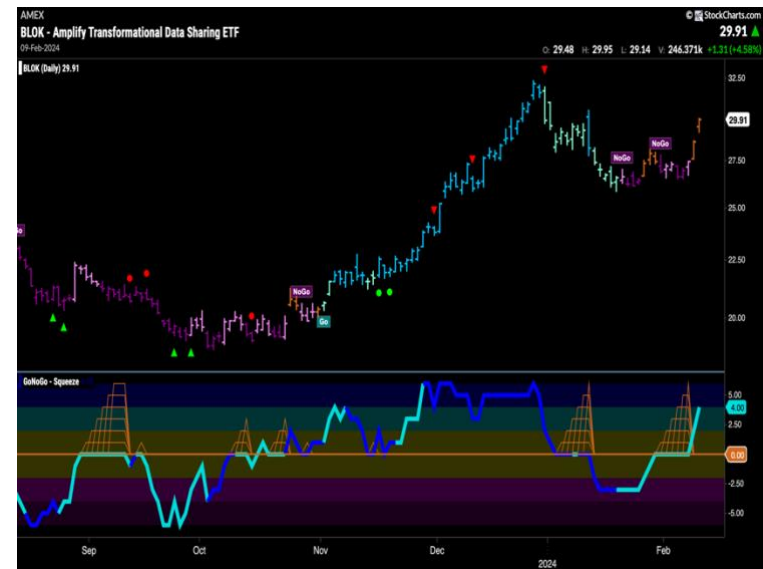 AMEX
© StockCharts.com
BLOK - Amplify Transformational Data Sharing ETF
29.91
09-Feb-2024
O: 29.48 H: 29.95 L: 29.14 V: 246.371k +1.31 (+4.58%)
BLOK (Daily) 29.91
32.50
29.91
NoGo
NoGo
27.50
25.00
Go
22.50
NoGo
Go
20.00
GoNoGo - Squeeze
5.00
4.00
2.50
0.00
-2.50
-5.00
Sep Oct Nov Dec 2024 Feb